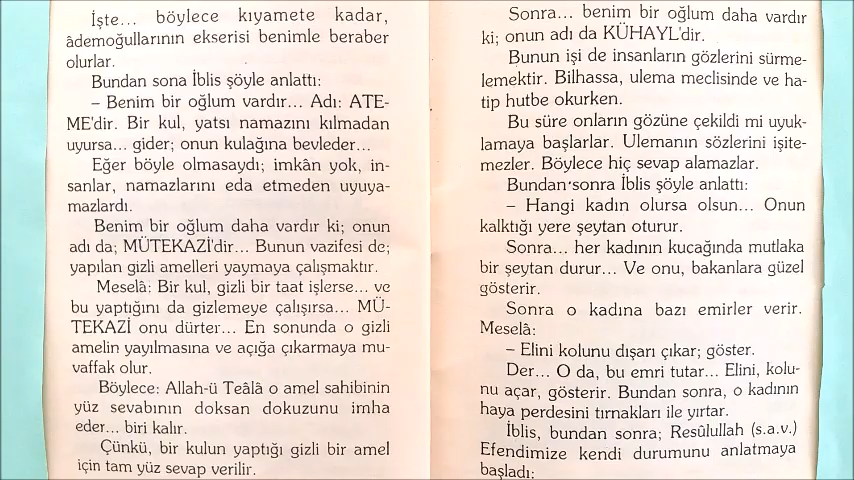 İşte... böylece kıyamete kadar,
âdemoğullarının ekserisi benimle beraber
olurlar.
Bundan sona İblis şöyle anlattı:
– Benim bir oğlum vardır... Adı: ATE-
ME'dir. Bir kul, yatsı namazını kılmadan
uyursa... gider; onun kulağına bevleder...
Eğer böyle olmasaydı; imkân yok, in-
sanlar, namazlarını eda etmeden uyuya-
mazlardı.
Benim bir oğlum daha vardır ki; onun
adı da; MÜTEKAZİ'dir... Bunun vazifesi de;
yapılan gizli amelleri yaymaya çalışmaktır.
Meselâ: Bir kul, gizli bir taat işlerse... ve
bu yaptığını da gizlemeye çalışırsa... MÜ-
TEKAZİ onu dürter... En sonunda o gizli
amelin yayılmasına ve açığa çıkarmaya mu-
vaffak olur.
Böylece: Allah-ü Teâlâ o amel sahibinin
yüz sevabının doksan dokuzunu imha
eder... biri kalır.
Çünkü, bir kulun yaptığı gizli bir amel
için tam yüz sevap verilir.
Sonra... benim bir oğlum daha vardır
ki; onun adı da KÜHAYL'dir.
Bunun işi de insanların gözlerini sürme-
lemektir. Bilhassa, ulema meclisinde ve ha-
tip hutbe okurken.
Bu süre onların gözüne çekildi mi uyuk-
lamaya başlarlar. Ulemanın sözlerini işite-
mezler. Böylece hiç sevap alamazlar.
Bundan sonra İblis şöyle anlattı:
– Hangi kadın olursa olsun... Onun
kalktığı yere şeytan oturur.
Sonra... her kadının kucağında mutlaka
bir şeytan durur... Ve onu, bakanlara güzel
gösterir.
Sonra o kadına bazı emirler verir.
Meselâ:
– Elini kolunu dışarı çıkar; göster.
Der... O da, bu emri tutar... Elini, kolu-
nu açar, gösterir. Bundan sonra, o kadının
haya perdesini tırnakları ile yırtar.
İblis, bundan sonra; Resûlullah (s.a.v.)
Efendimize kendi durumunu anlatmaya
başladı: